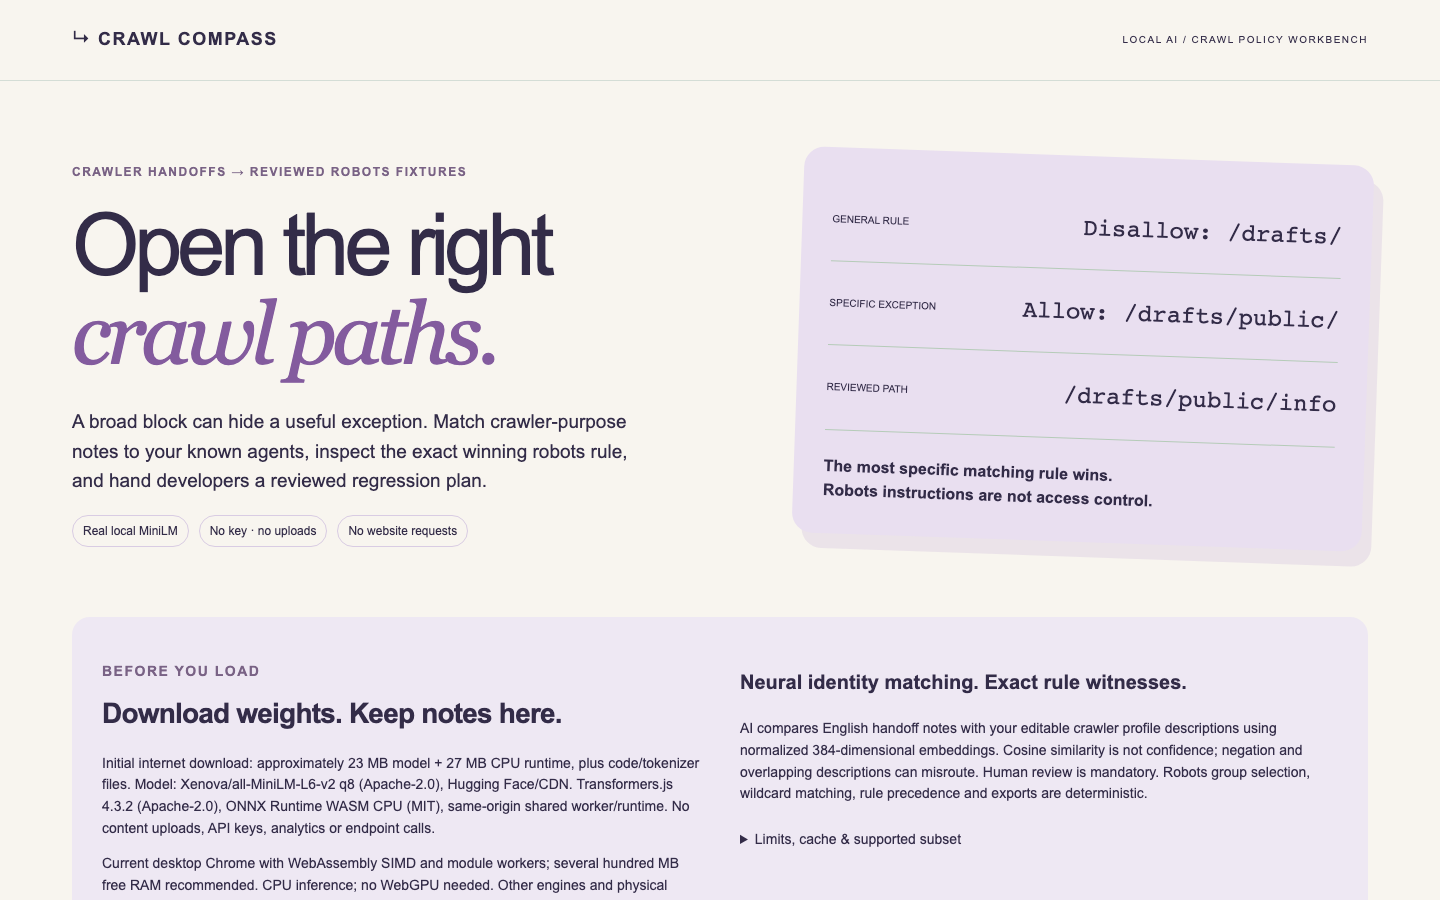 ↳ CRAWL COMPASS
LOCAL AI / CRAWL POLICY WORKBENCH
CRAWLER HANDOFFS → REVIEWED ROBOTS FIXTURES
Open the right
crawl paths.
A broad block can hide a useful exception. Match crawler-purpose
notes to your known agents, inspect the exact winning robots rule,
and hand developers a reviewed regression plan.
Real local MiniLM
No key · no uploads
No website requests
GENERAL RULE
Disallow: /drafts/
SPECIFIC EXCEPTION
Allow: /drafts/public/
REVIEWED PATH
/drafts/public/info
The most specific matching rule wins.
Robots instructions are not access control.
BEFORE YOU LOAD
Download weights. Keep notes here.
Initial internet download: approximately 23 MB model + 27 MB CPU runtime, plus code/tokenizer
files. Model: Xenova/all-MiniLM-L6-v2 q8 (Apache-2.0), Hugging Face/CDN. Transformers.js
4.3.2 (Apache-2.0), ONNX Runtime WASM CPU (MIT), same-origin shared worker/runtime. No
content uploads, API keys, analytics or endpoint calls.
Current desktop Chrome with WebAssembly SIMD and module workers; several hundred MB
free RAM recommended. CPU inference; no WebGPU needed. Other engines and physical
Neural identity matching. Exact rule witnesses.
AI compares English handoff notes with your editable crawler profile descriptions using
normalized 384-dimensional embeddings. Cosine similarity is not confidence; negation and
overlapping descriptions can misroute. Human review is mandatory. Robots group selection,
wildcard matching, rule precedence and exports are deterministic.
▶ Limits, cache & supported subset